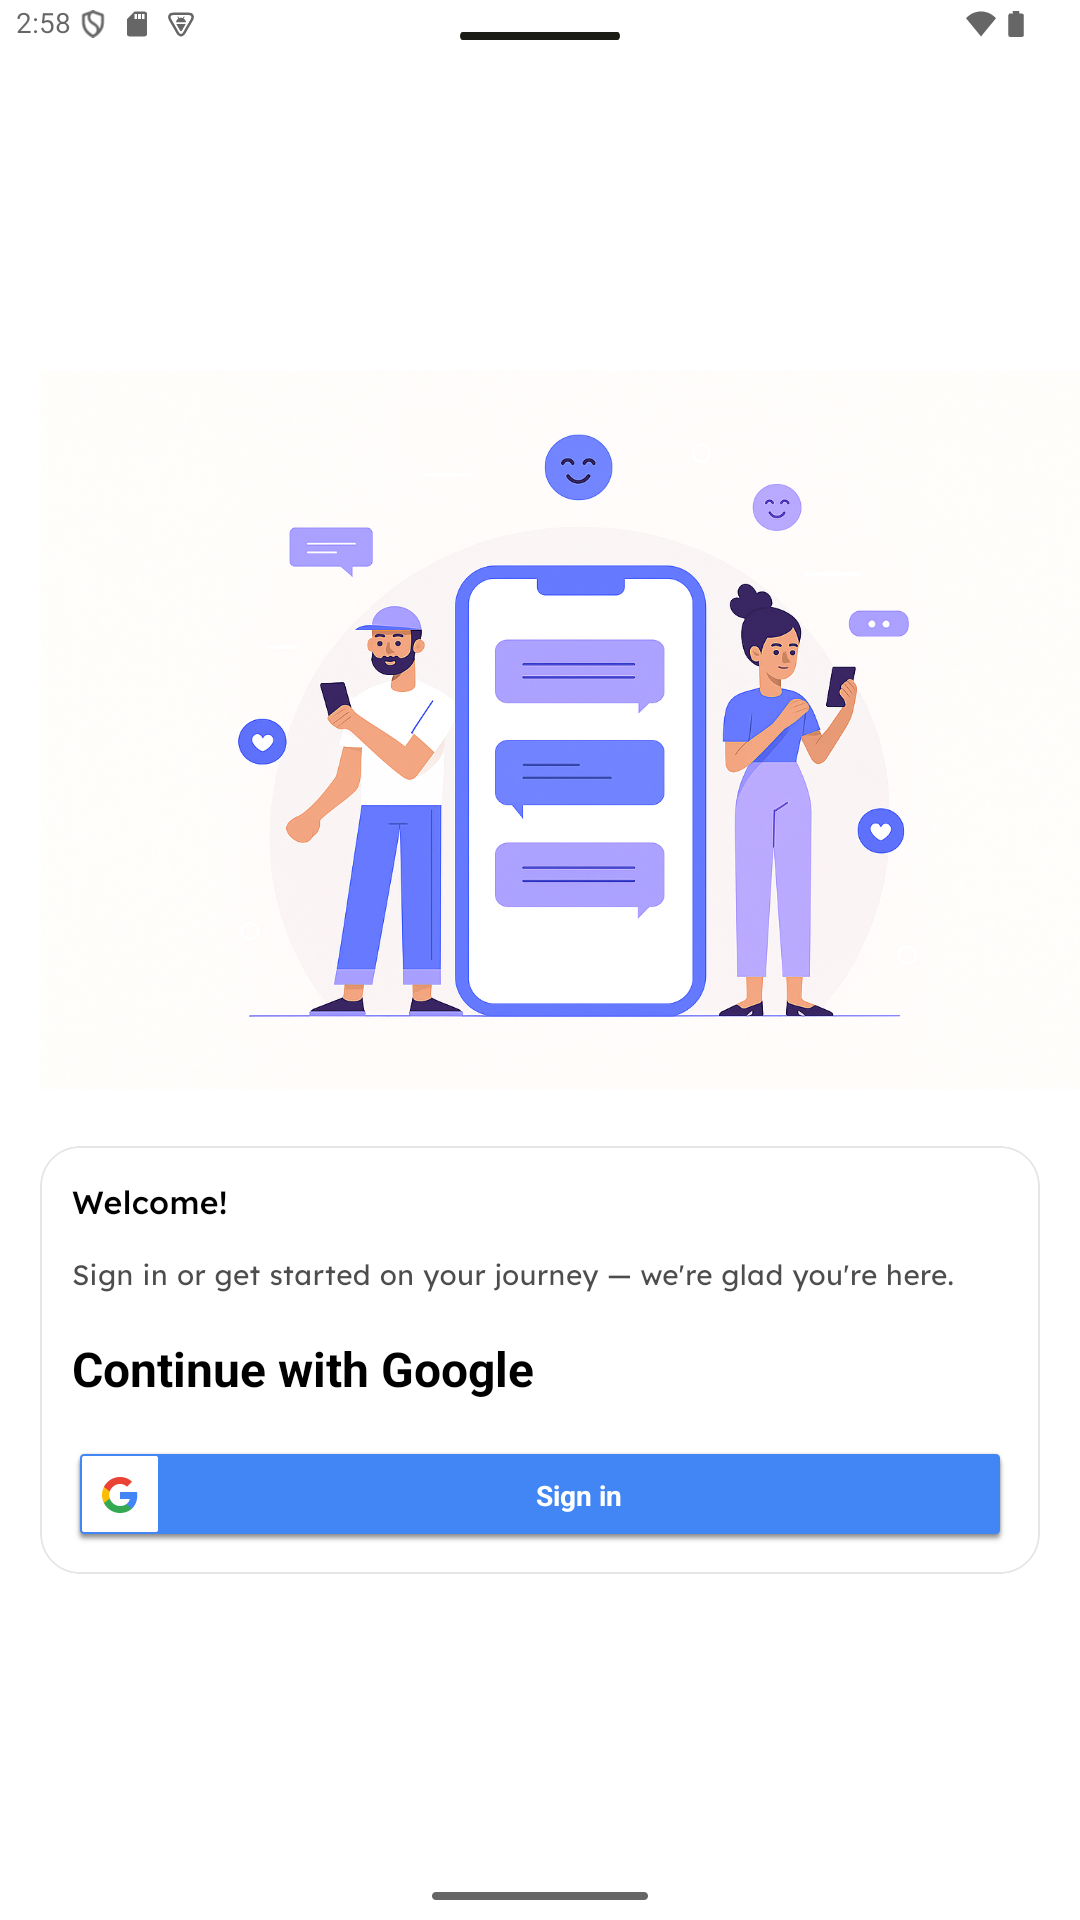 2:58
Welcome!
Sign in or get started on your journey — we're glad you're here.
Continue with Google
Sign in